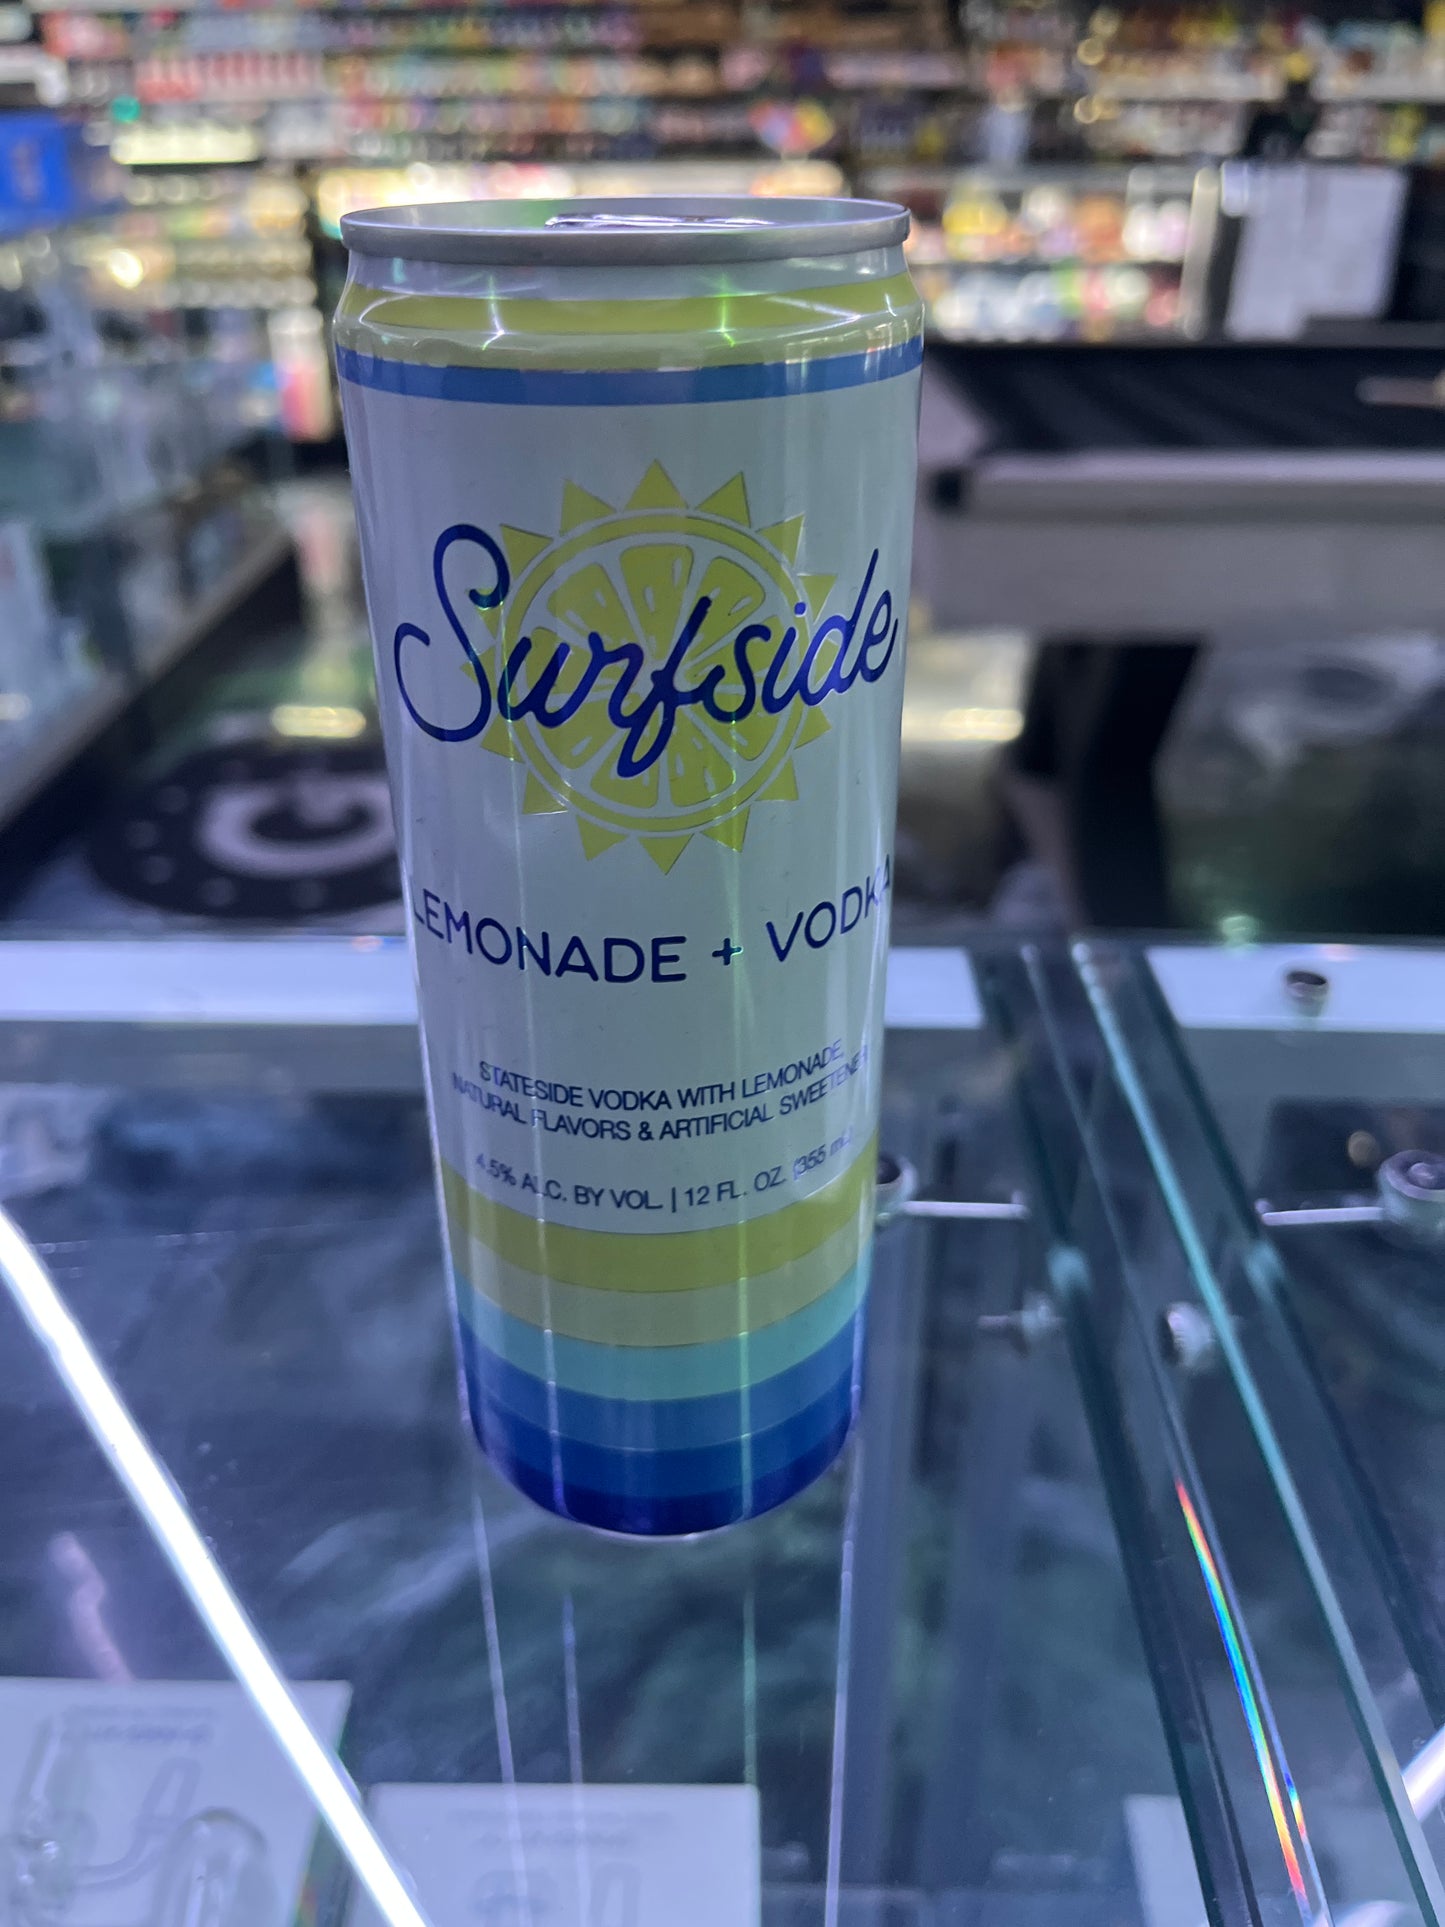 Surfside
LEMONADE + VODKA
STATESIDE VODKA WITH LEMONADE,
NATURAL FLAVORS & ARTIFICIAL SWEETENER
4.5% ALC. BY VOL. | 12 FL. OZ. (355 mL)